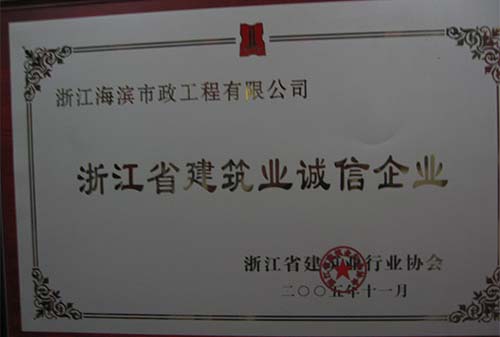 浙江海滨市政工程有限公司
浙江省建筑业诚信企业
浙江省建筑业行业协会
二〇〇五年十一月